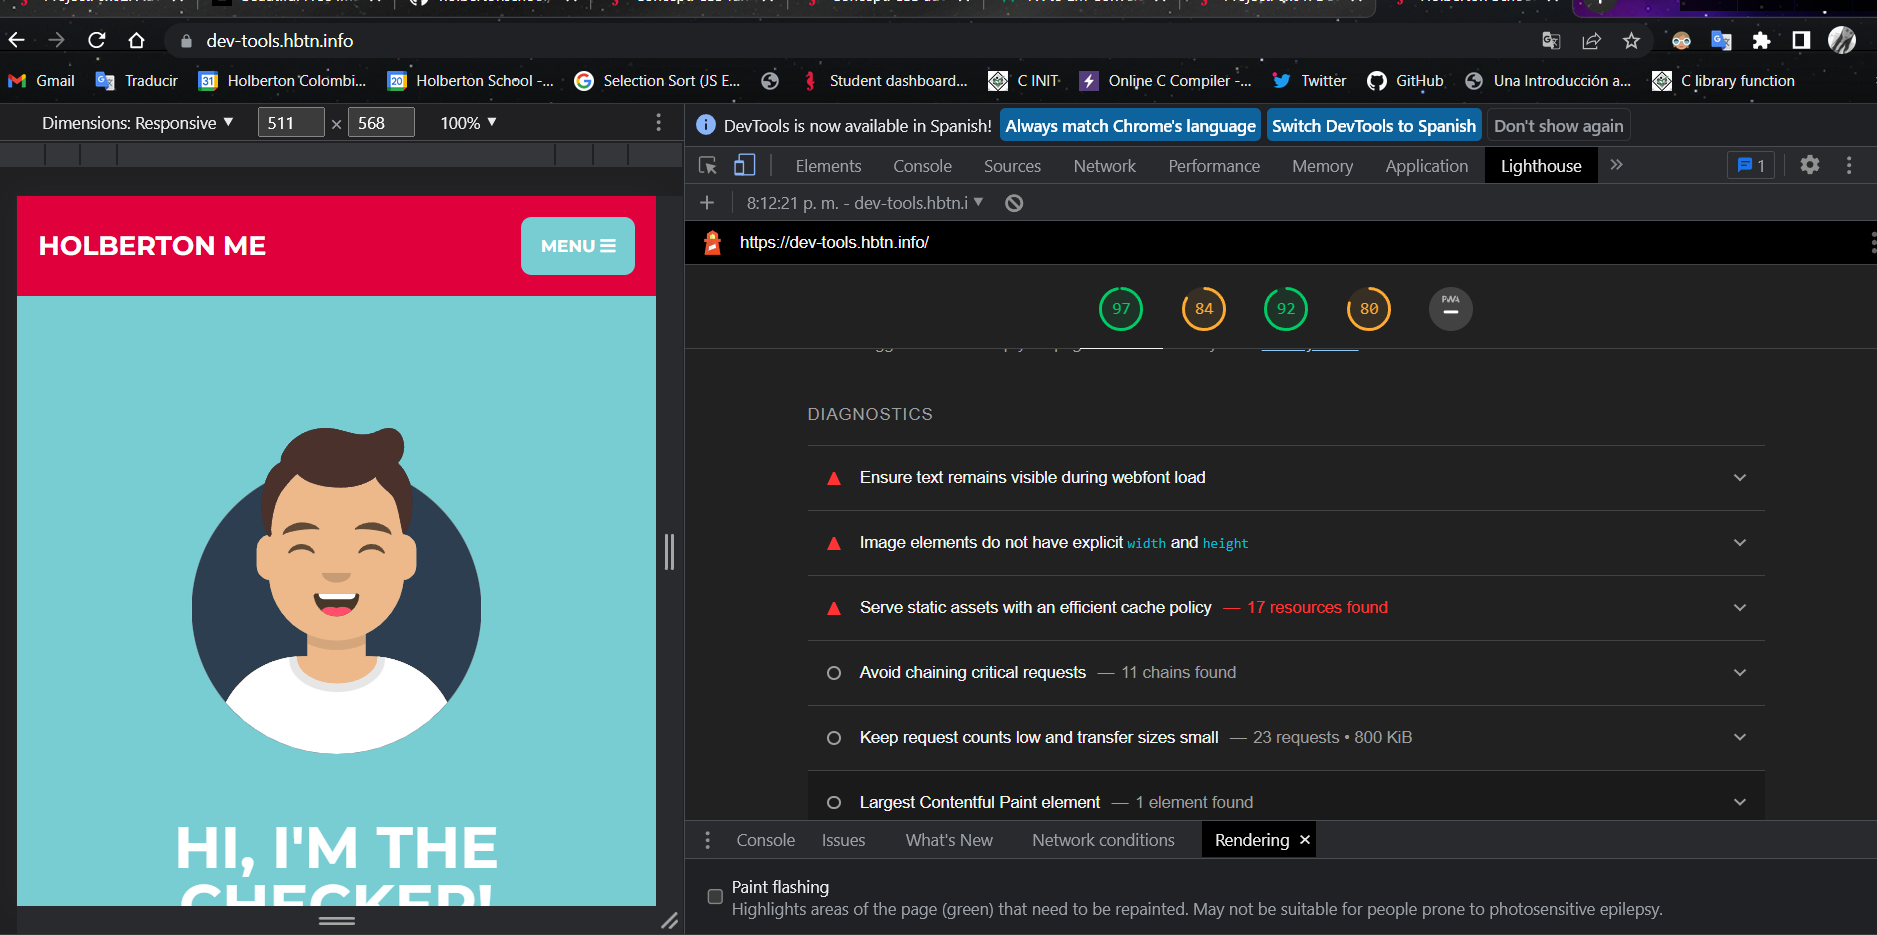 dev-tools.hbtn.info
Gmail Traducir Holberton Colombi... Holberton School -... Selection Sort (JS E... Student dashboard... C INIT Online C Compiler -... Twitter GitHub Una Introducción a... C library function
Dimensions: Responsive 511 × 568 100%
DevTools is now available in Spanish! Always match Chrome's language Switch DevTools to Spanish Don't show again
Elements Console Sources Network Performance Memory Application Lighthouse 1
8:12:21 p. m. - dev-tools.hbtn.i
https://dev-tools.hbtn.info/
97 84 92 80 PWA
HOLBERTON ME
MENU
HI, I'M THE
CHECKER!
DIAGNOSTICS
Ensure text remains visible during webfont load
Image elements do not have explicit width and height
Serve static assets with an efficient cache policy — 17 resources found
Avoid chaining critical requests — 11 chains found
Keep request counts low and transfer sizes small — 23 requests • 800 KiB
Largest Contentful Paint element — 1 element found
Console Issues What's New Network conditions Rendering
Paint flashing
Highlights areas of the page (green) that need to be repainted. May not be suitable for people prone to photosensitive epilepsy.